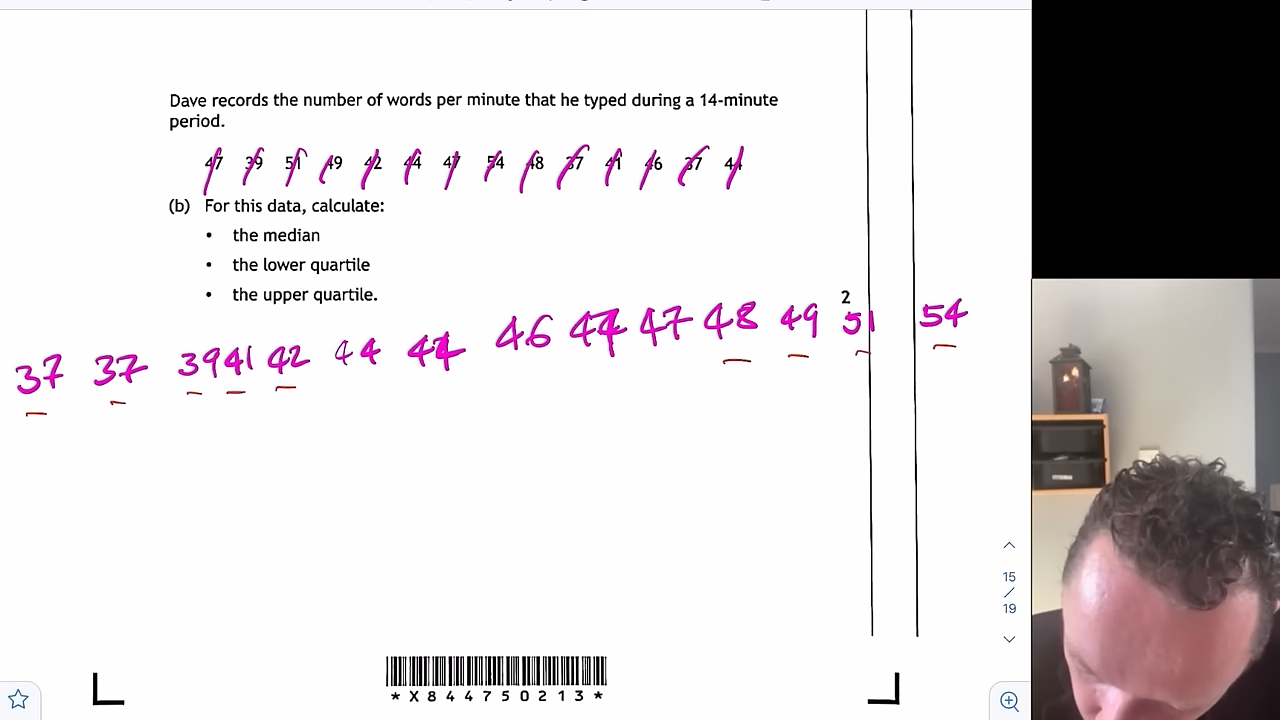 Dave records the number of words per minute that he typed during a 14-minute
period.
47 39 51 49 42 44 47 54 48 37 41 46 37 44
(b) For this data, calculate:
• the median
• the lower quartile
• the upper quartile.
2
37 37 39 41 42 44 44 46 47 47 48 49 51 54
15
/
19
*X844750213*